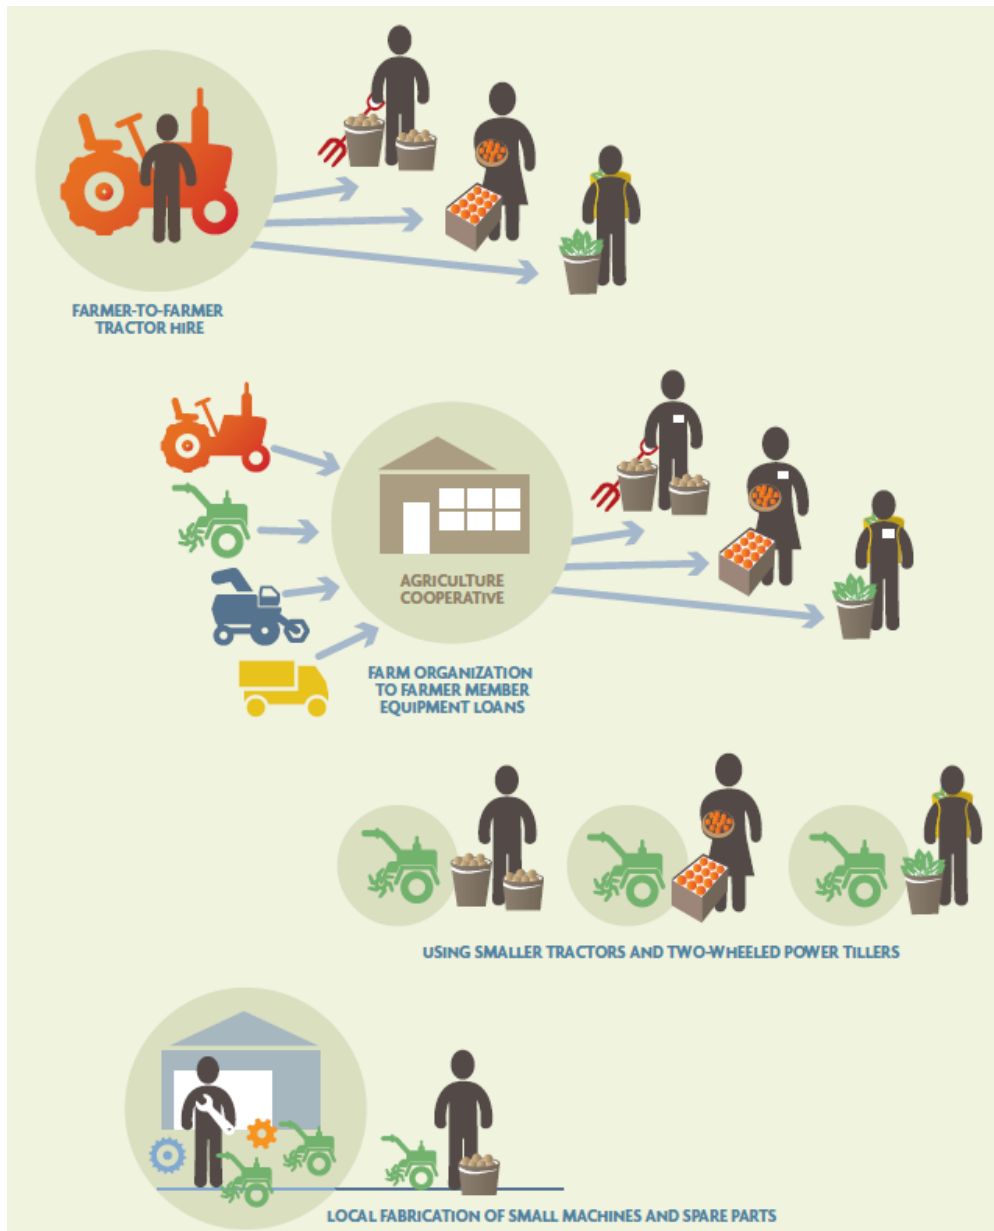 FARMER-TO-FARMER
TRACTOR HIRE
AGRICULTURE
COOPERATIVE
FARM ORGANIZATION
TO FARMER MEMBER
EQUIPMENT LOANS
USING SMALLER TRACTORS AND TWO-WHEELED POWER TILLERS
LOCAL FABRICATION OF SMALL MACHINES AND SPARE PARTS